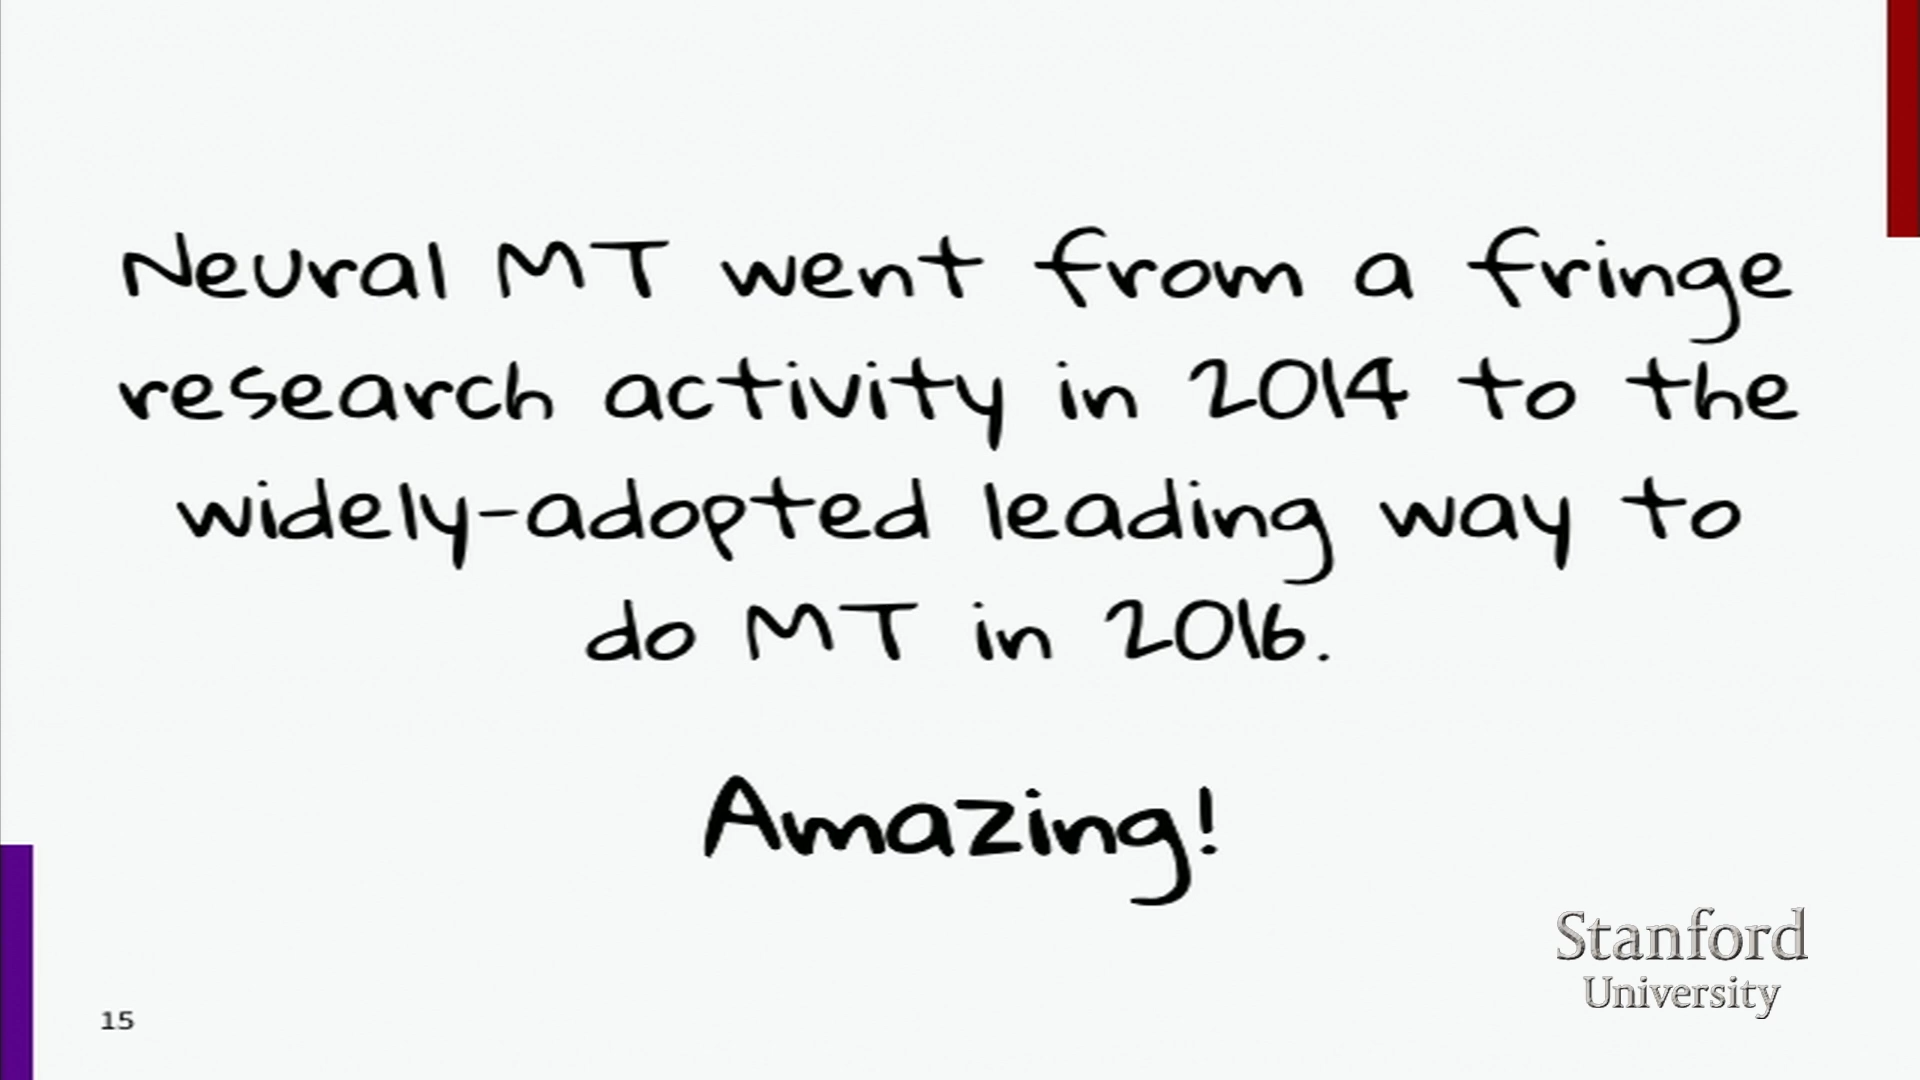 Neural MT went from a fringe
research activity in 2014 to the
widely-adopted leading way to
do MT in 2016.
Amazing!
Stanford
University
15